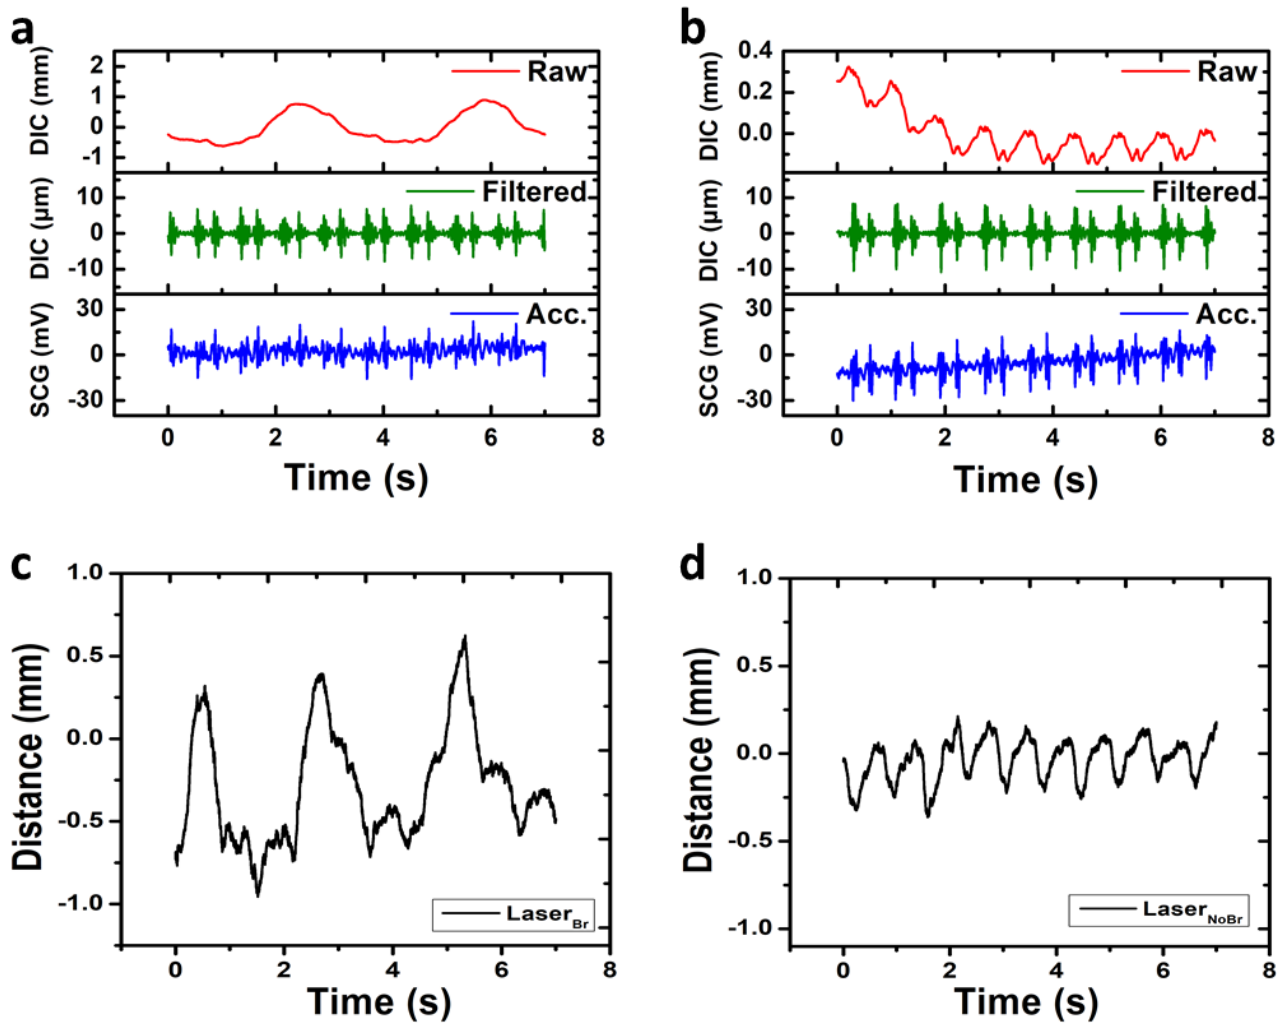 a
DIC (mm)
2
1
0
-1
Raw
DIC (µm)
10
0
-10
Filtered
SCG (mV)
30
0
-30
Acc.
0 2 4 6 8
Time (s)
b
DIC (mm)
0.4
0.2
0.0
Raw
DIC (µm)
10
0
-10
Filtered
SCG (mV)
30
0
-30
Acc.
0 2 4 6 8
Time (s)
c
Distance (mm)
1.0
0.5
0.0
-0.5
-1.0
LaserBr
0 2 4 6 8
Time (s)
d
Distance (mm)
1.0
0.5
0.0
-0.5
-1.0
LaserNoBr
0 2 4 6 8
Time (s)